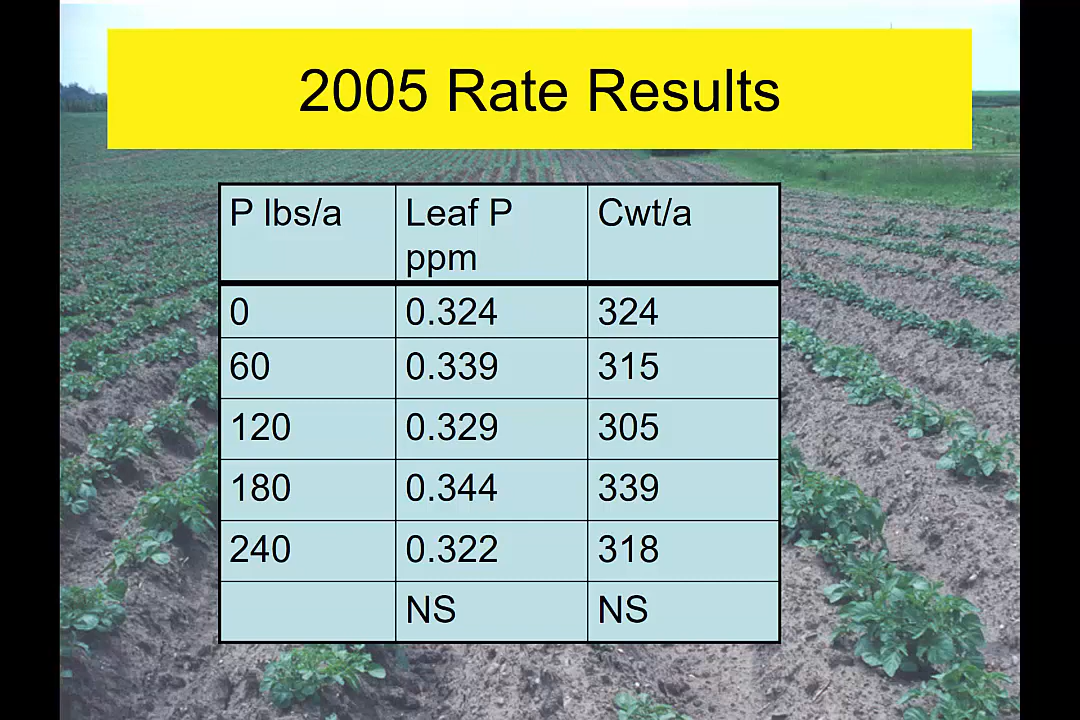 2005 Rate Results
P lbs/a Leaf P ppm Cwt/a
0 0.324 324
60 0.339 315
120 0.329 305
180 0.344 339
240 0.322 318
NS NS